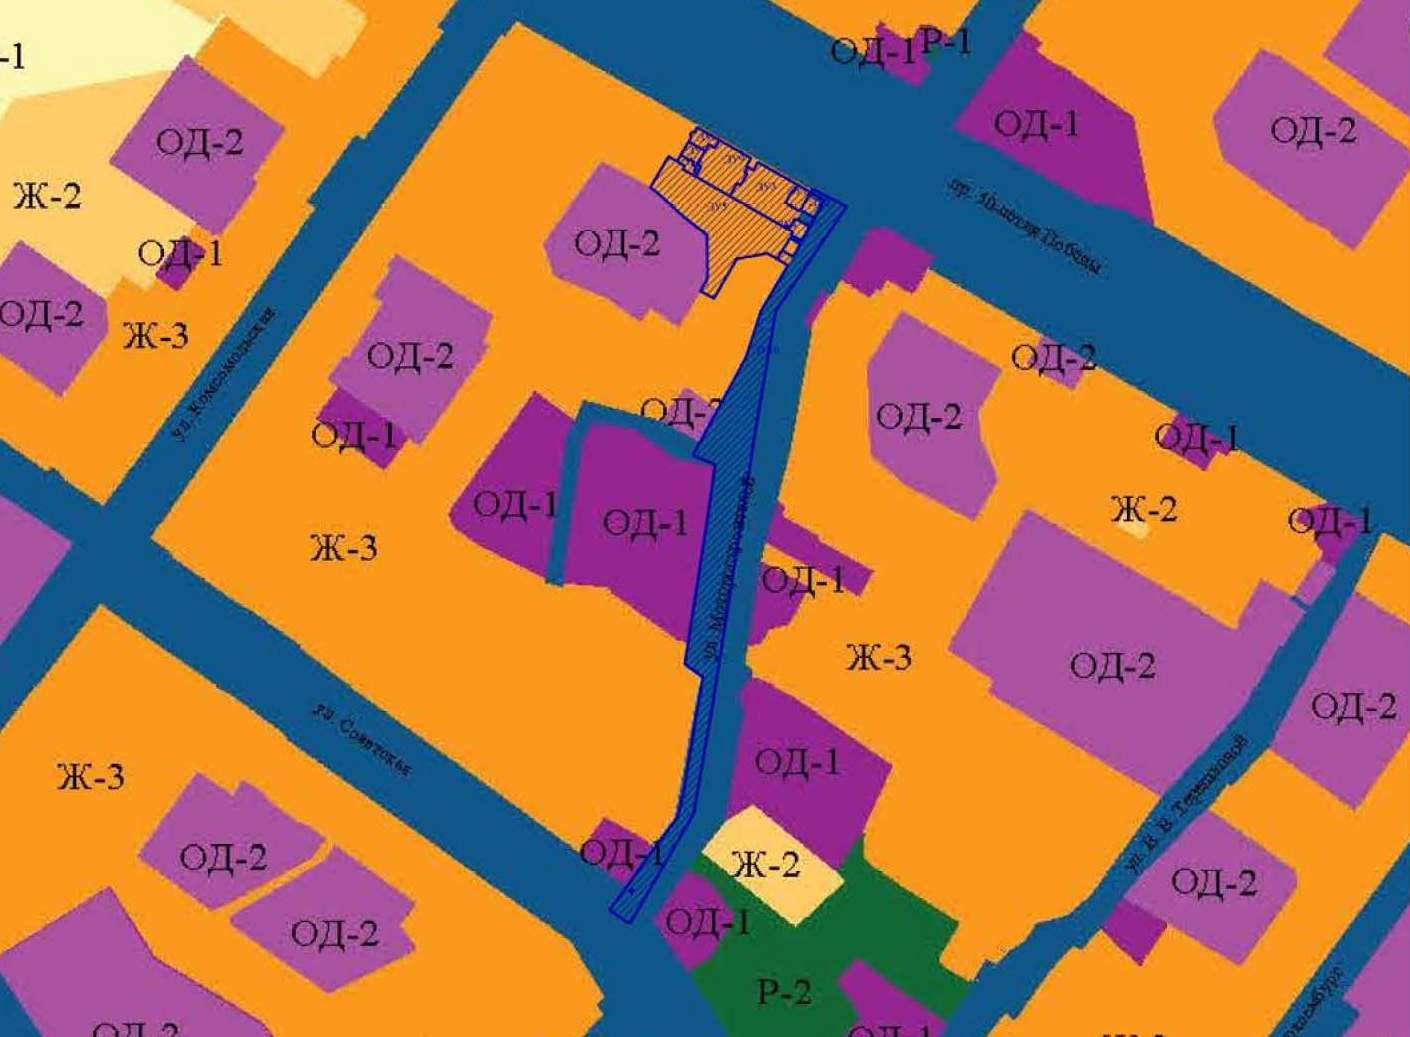 ОД-1
Р-1
-1
ОД-1
ОД-2
ОД-2
Ж-2
пр. 50-летия Победы
ОД-2
ОД-1
ОД-2
Ж-3
ул. Комсомольская
ОД-2
ОД-2
ОД-2
ОД-2
ОД-1
ОД-1
ОД-1
ОД-1
Ж-2
ОД-1
Ж-3
ОД-1
Ж-3
ОД-2
ОД-2
ул. Советская
Ж-3
ОД-1
ул. В. В. Терешковой
ОД-2
ОД-1
Ж-2
ОД-2
ОД-2
ОД-1
Р-2
ОД-2
ОД-1